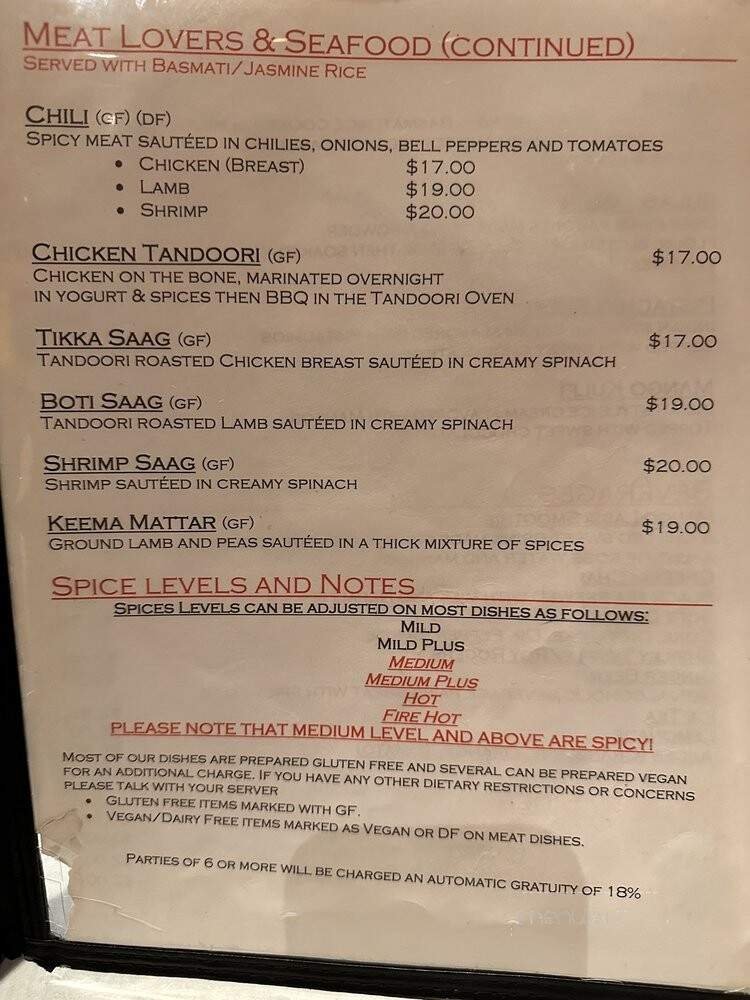 Meat Lovers & Seafood (continued)
Served with Basmati/Jasmine Rice
Chili (GF) (DF)
Spicy meat sautéed in chilies, onions, bell peppers and tomatoes
• Chicken (Breast) $17.00
• Lamb $19.00
• Shrimp $20.00
Chicken Tandoori (GF) $17.00
Chicken on the bone, marinated overnight
in yogurt & spices then BBQ in the Tandoori Oven
Tikka Saag (GF) $17.00
Tandoori roasted Chicken breast sautéed in creamy spinach
Boti Saag (GF) $19.00
Tandoori roasted Lamb sautéed in creamy spinach
Shrimp Saag (GF) $20.00
Shrimp sautéed in creamy spinach
Keema Mattar (GF) $19.00
Ground lamb and peas sautéed in a thick mixture of spices
Spice levels and Notes
Spices Levels can be adjusted on most dishes as follows:
Mild
Mild Plus
Medium
Medium Plus
Hot
Fire Hot
PLEASE NOTE THAT MEDIUM LEVEL AND ABOVE ARE SPICY!
Most of our dishes are prepared gluten free and several can be prepared vegan
for an additional charge. If you have any other dietary restrictions or concerns
please talk with your server
• Gluten free items marked with GF.
• Vegan/Dairy Free items marked as Vegan or DF on meat dishes.
Parties of 6 or more will be charged an automatic gratuity of 18%